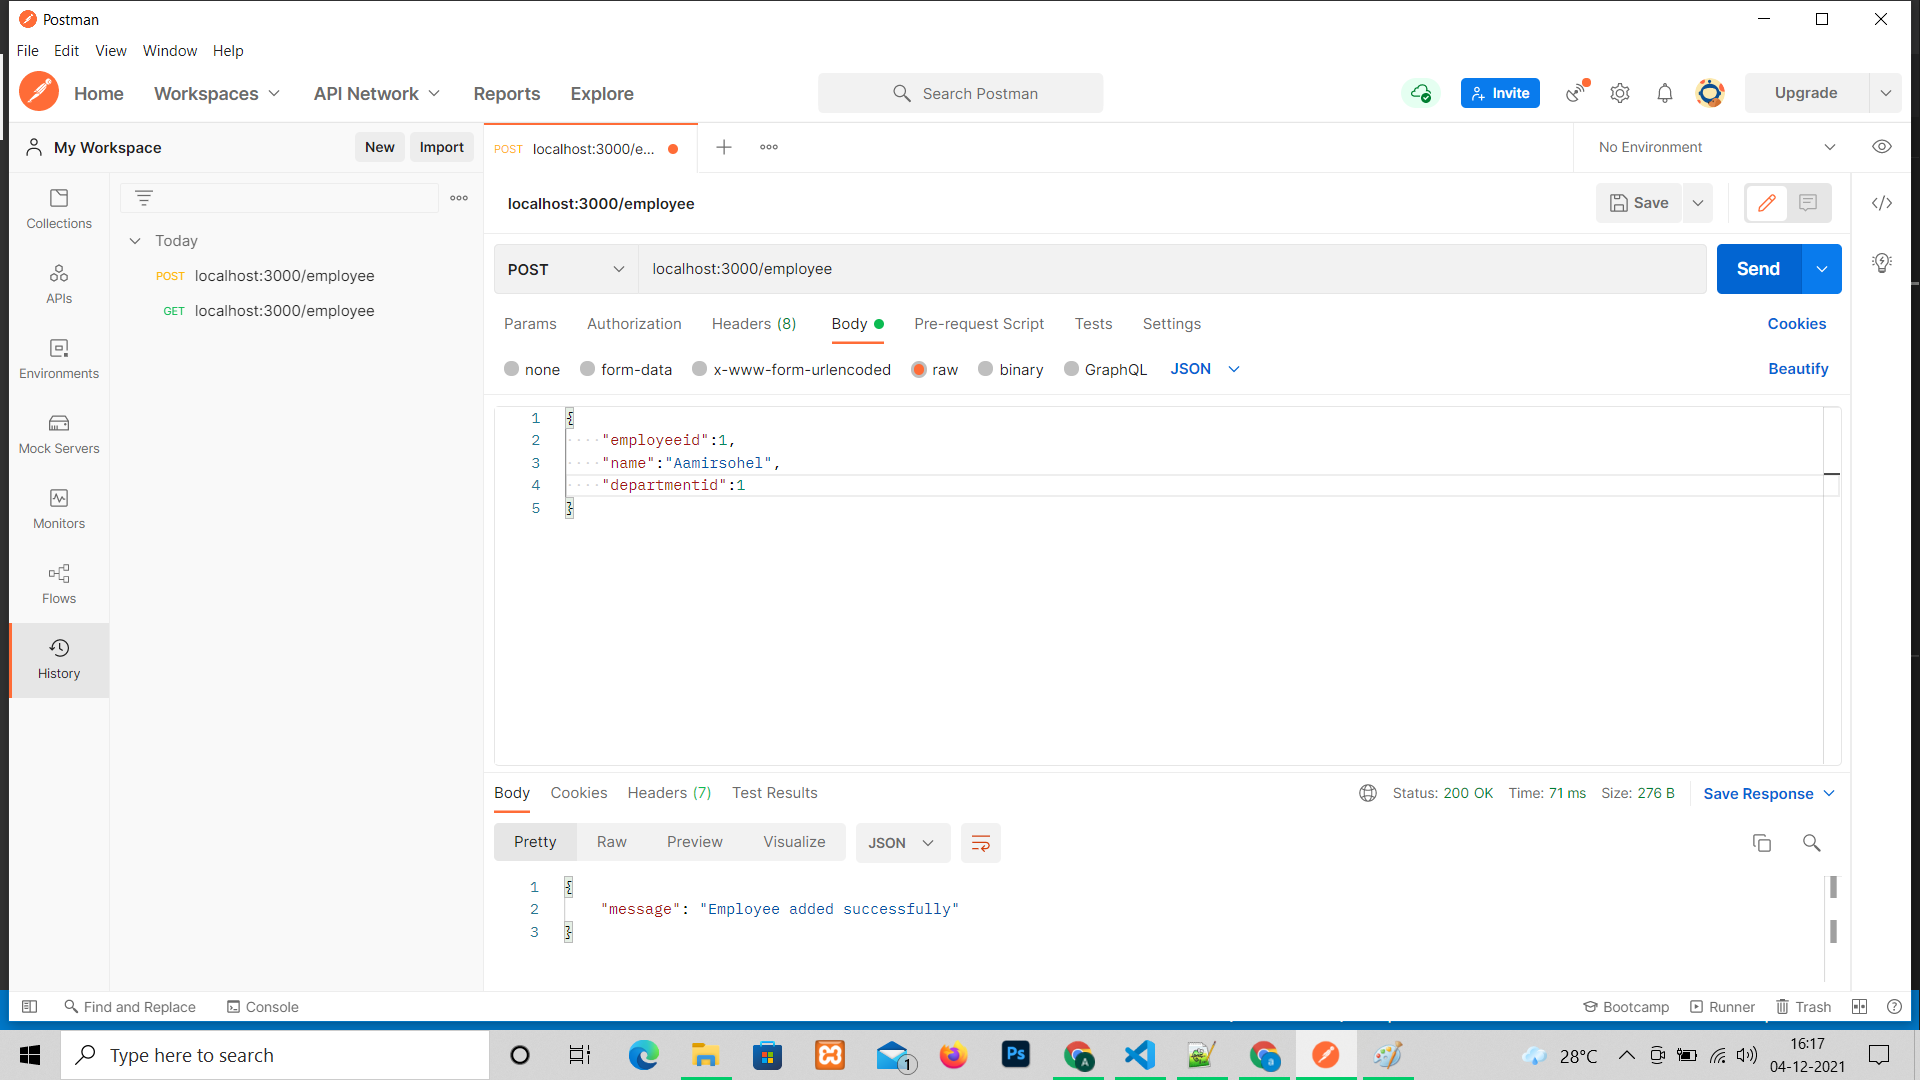 Postman
File Edit View Window Help
Home Workspaces API Network Reports Explore
Search Postman
Invite
Upgrade
My Workspace
New Import
POST localhost:3000/e...
No Environment
Collections
APIs
Environments
Mock Servers
Monitors
Flows
History
Today
POST localhost:3000/employee
GET localhost:3000/employee
localhost:3000/employee
Save
POST localhost:3000/employee
Send
Params Authorization Headers (8) Body Pre-request Script Tests Settings
Cookies
none form-data x-www-form-urlencoded raw binary GraphQL JSON
Beautify
1 {
2 "employeeid":1,
3 "name":"Aamirsohel",
4 "departmentid":1
5 }
Body Cookies Headers (7) Test Results
Status: 200 OK Time: 71 ms Size: 276 B Save Response
Pretty Raw Preview Visualize JSON
1 {
2 "message": "Employee added successfully"
3 }
Find and Replace Console
Bootcamp Runner Trash
Type here to search
1
Ps
A
a
28°C
16:17
04-12-2021